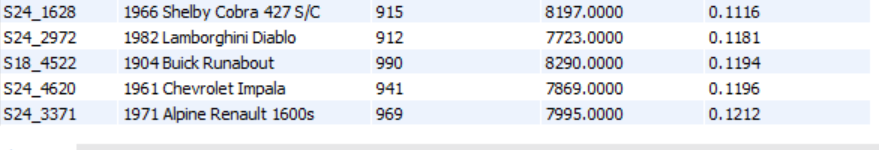 S24_1628 1966 Shelby Cobra 427 S/C 915 8197.0000 0.1116
S24_2972 1982 Lamborghini Diablo 912 7723.0000 0.1181
S18_4522 1904 Buick Runabout 990 8290.0000 0.1194
S24_4620 1961 Chevrolet Impala 941 7869.0000 0.1196
S24_3371 1971 Alpine Renault 1600s 969 7995.0000 0.1212